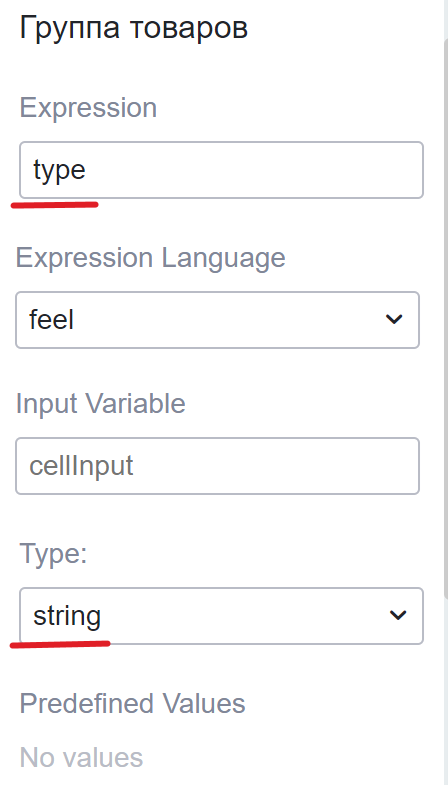 Группа товаров
Expression
type
Expression Language
feel
Input Variable
cellInput
Type:
string
Predefined Values
No values